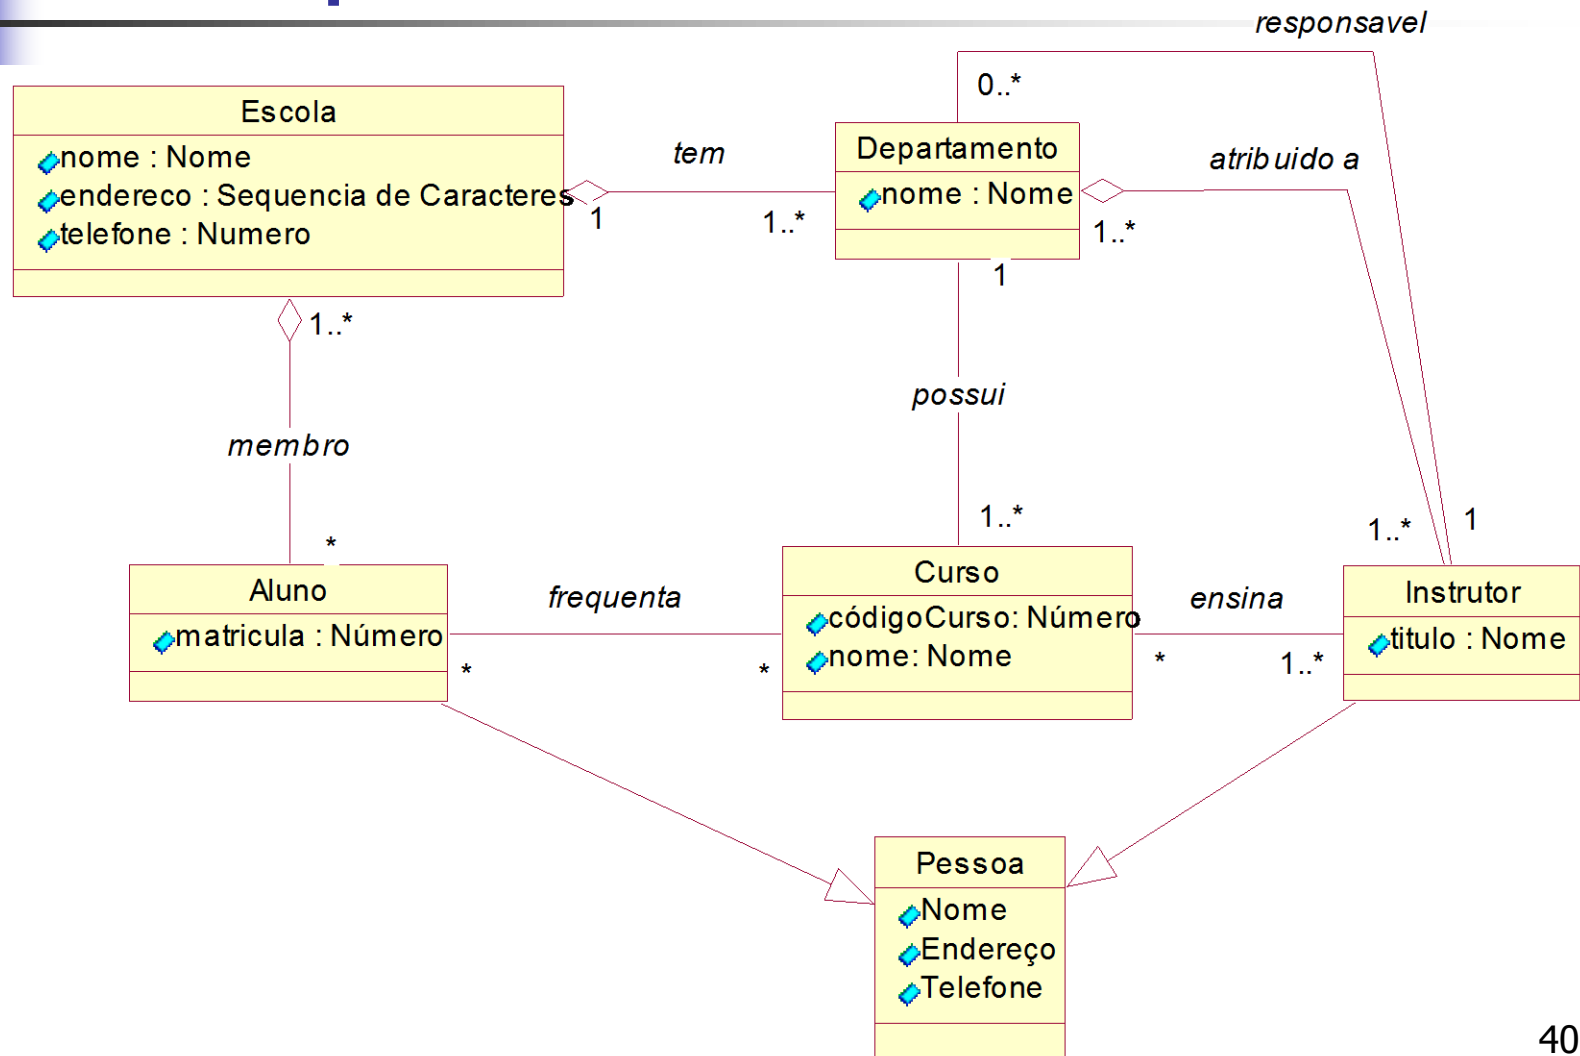 responsavel
0..*
Escola
nome : Nome
endereco : Sequencia de Caracteres
telefone : Numero
tem
1
1..*
Departamento
nome : Nome
atribuido a
1..*
1
1..*
possui
membro
1..*
*
1..*
1
Aluno
matricula : Número
frequenta
*
*
Curso
códigoCurso: Número
nome: Nome
ensina
*
1..*
Instrutor
titulo : Nome
Pessoa
Nome
Endereço
Telefone
40